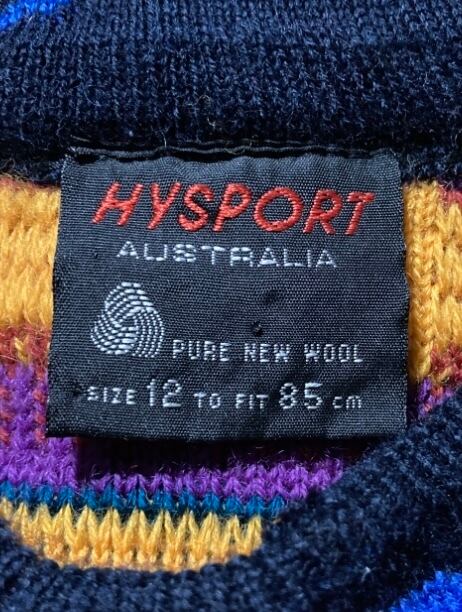 HYSPORT
AUSTRALIA
PURE NEW WOOL
SIZE 12 TO FIT 85 cm